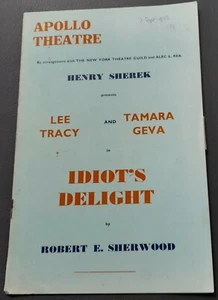 APOLLO
THEATRE
By arrangement with THE NEW YORK THEATRE GUILD and ALEC L. REA
HENRY SHEREK
presents
LEE AND TAMARA
TRACY GEVA
in
IDIOT'S
DELIGHT
by
ROBERT E. SHERWOOD